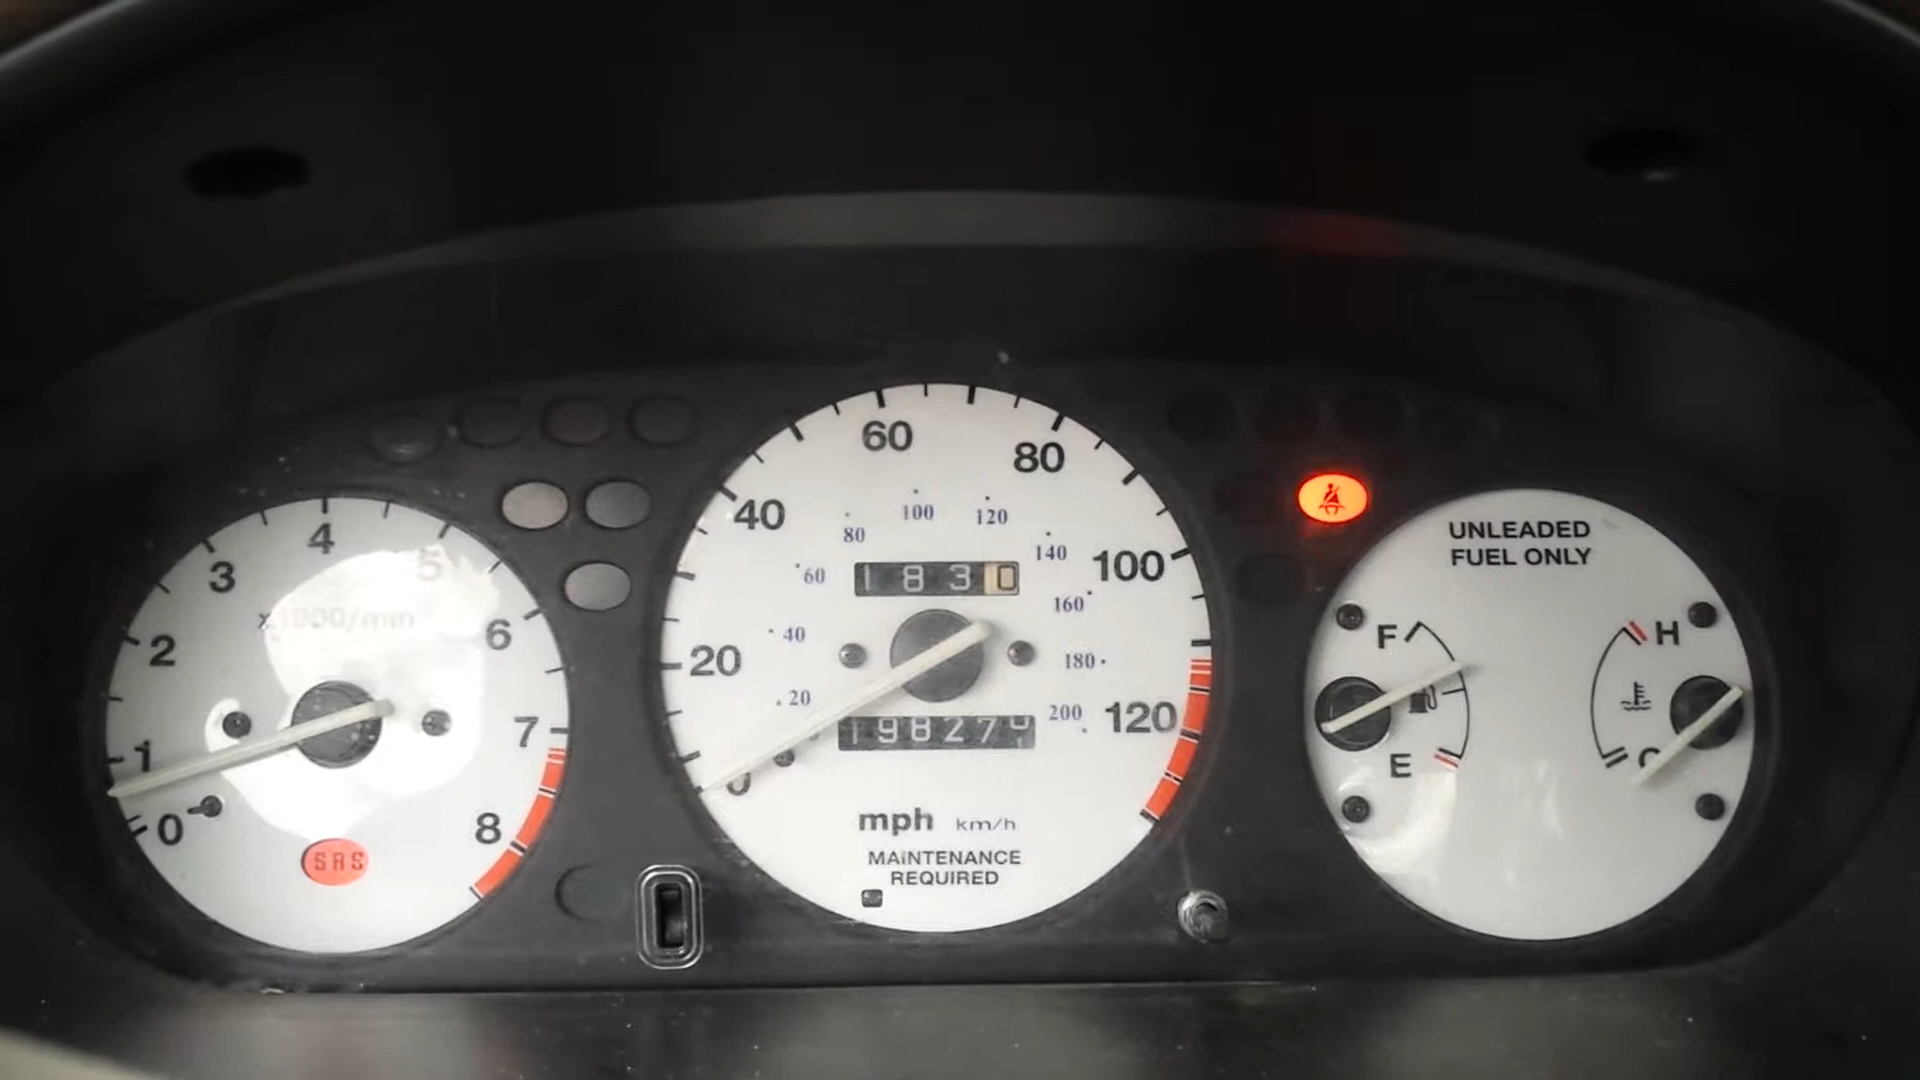 0
1
2
3
4
5
6
7
8
x1000/min
SRS
0
20
40
60
80
100
120
20
40
60
80
100
120
140
160
180
200
1830
mph km/h
MAINTENANCE
REQUIRED
UNLEADED
FUEL ONLY
F
E
H